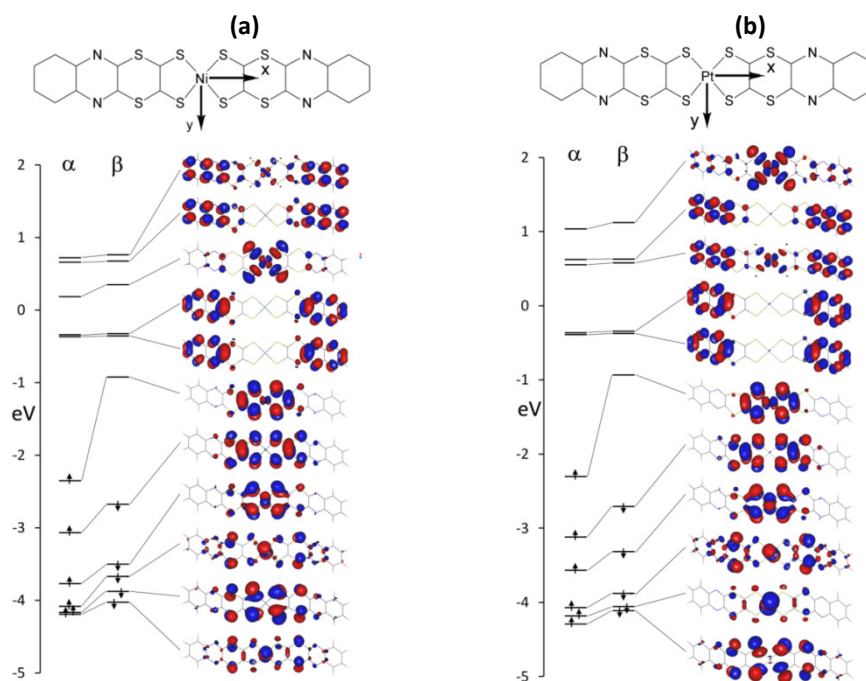 (a)
(b)
N S S S S N
Ni X
N S S S S N
y
N S S S S N
Pt X
N S S S S N
y
α β
2
1
0
-1
eV
-2
-3
-4
-5
α β
2
1
0
-1
eV
-2
-3
-4
-5